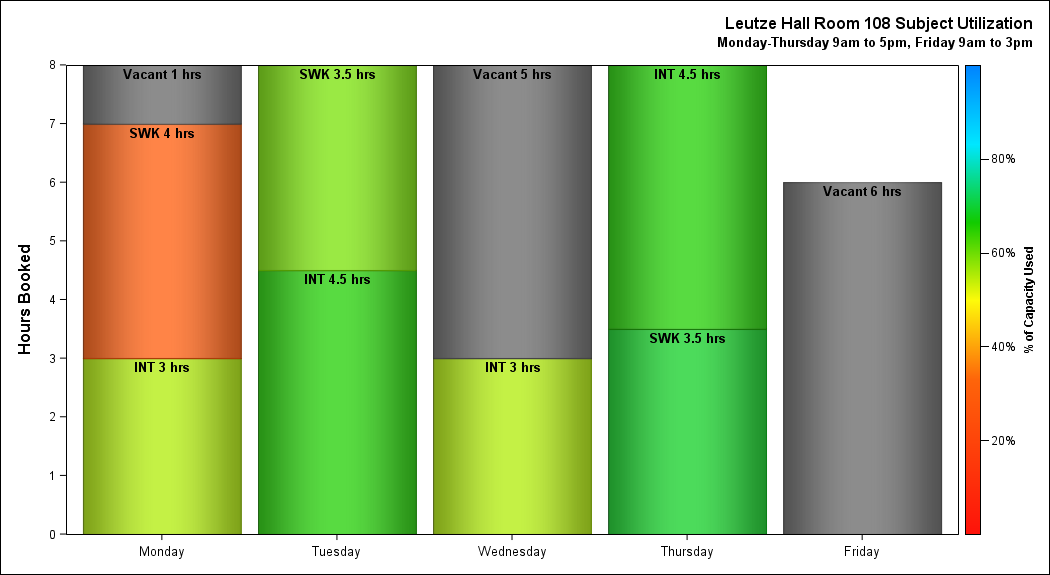 Leutze Hall Room 108 Subject Utilization
Monday-Thursday 9am to 5pm, Friday 9am to 3pm
Hours Booked
8
7
6
5
4
3
2
1
0
Vacant 1 hrs
SWK 4 hrs
INT 3 hrs
SWK 3.5 hrs
INT 4.5 hrs
Vacant 5 hrs
INT 3 hrs
INT 4.5 hrs
SWK 3.5 hrs
Vacant 6 hrs
Monday
Tuesday
Wednesday
Thursday
Friday
80%
60%
40%
20%
% of Capacity Used